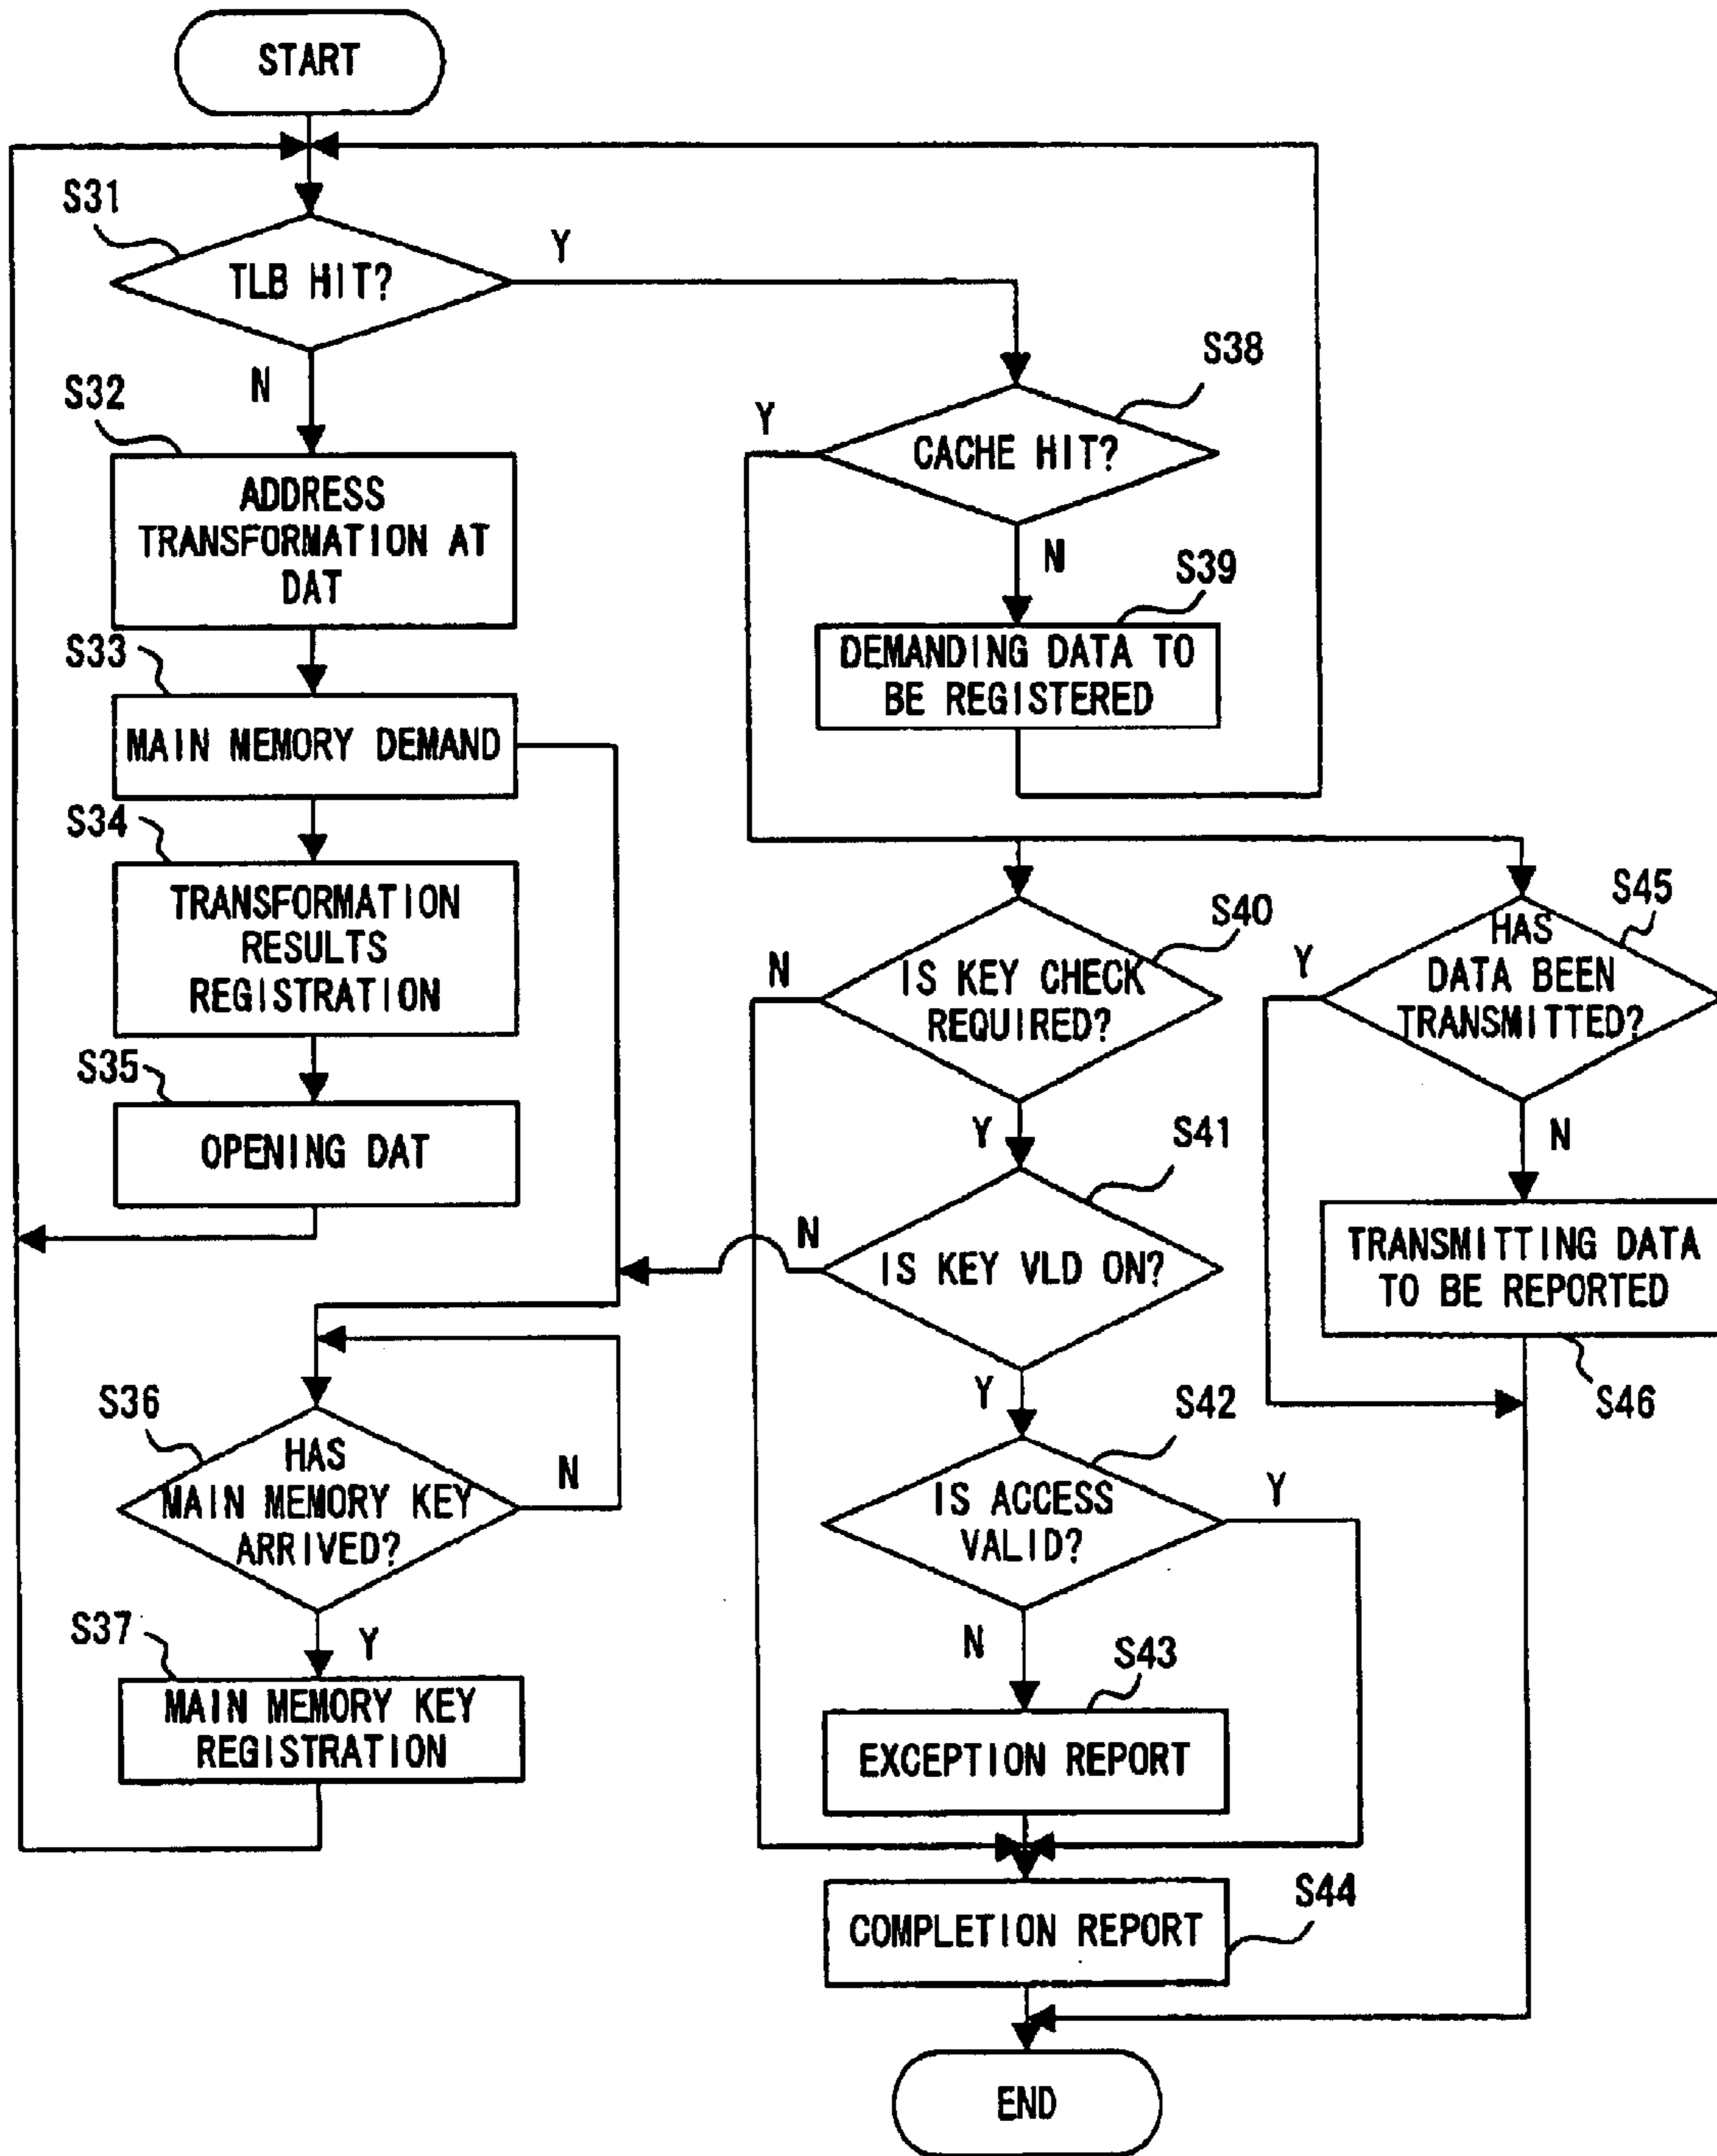 START
S31
Y
TLB HIT?
N
S32
ADDRESS
TRANSFORMATION AT
DAT
S33
MAIN MEMORY DEMAND
S34
TRANSFORMATION
RESULTS
REGISTRATION
S35
OPENING DAT
S36
HAS
MAIN MEMORY KEY
ARRIVED?
N
Y
S37
MAIN MEMORY KEY
REGISTRATION
S38
Y
CACHE HIT?
N
S39
DEMANDING DATA TO
BE REGISTERED
S40
N
IS KEY CHECK
REQUIRED?
Y
S41
N
IS KEY VLD ON?
Y
S42
IS ACCESS
VALID?
Y
N
S43
EXCEPTION REPORT
S44
COMPLETION REPORT
S45
HAS
DATA BEEN
TRANSMITTED?
Y
N
TRANSMITTING DATA
TO BE REPORTED
S46
END